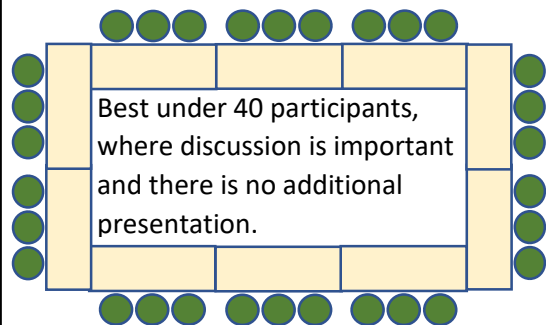 Best under 40 participants,
where discussion is important
and there is no additional
presentation.